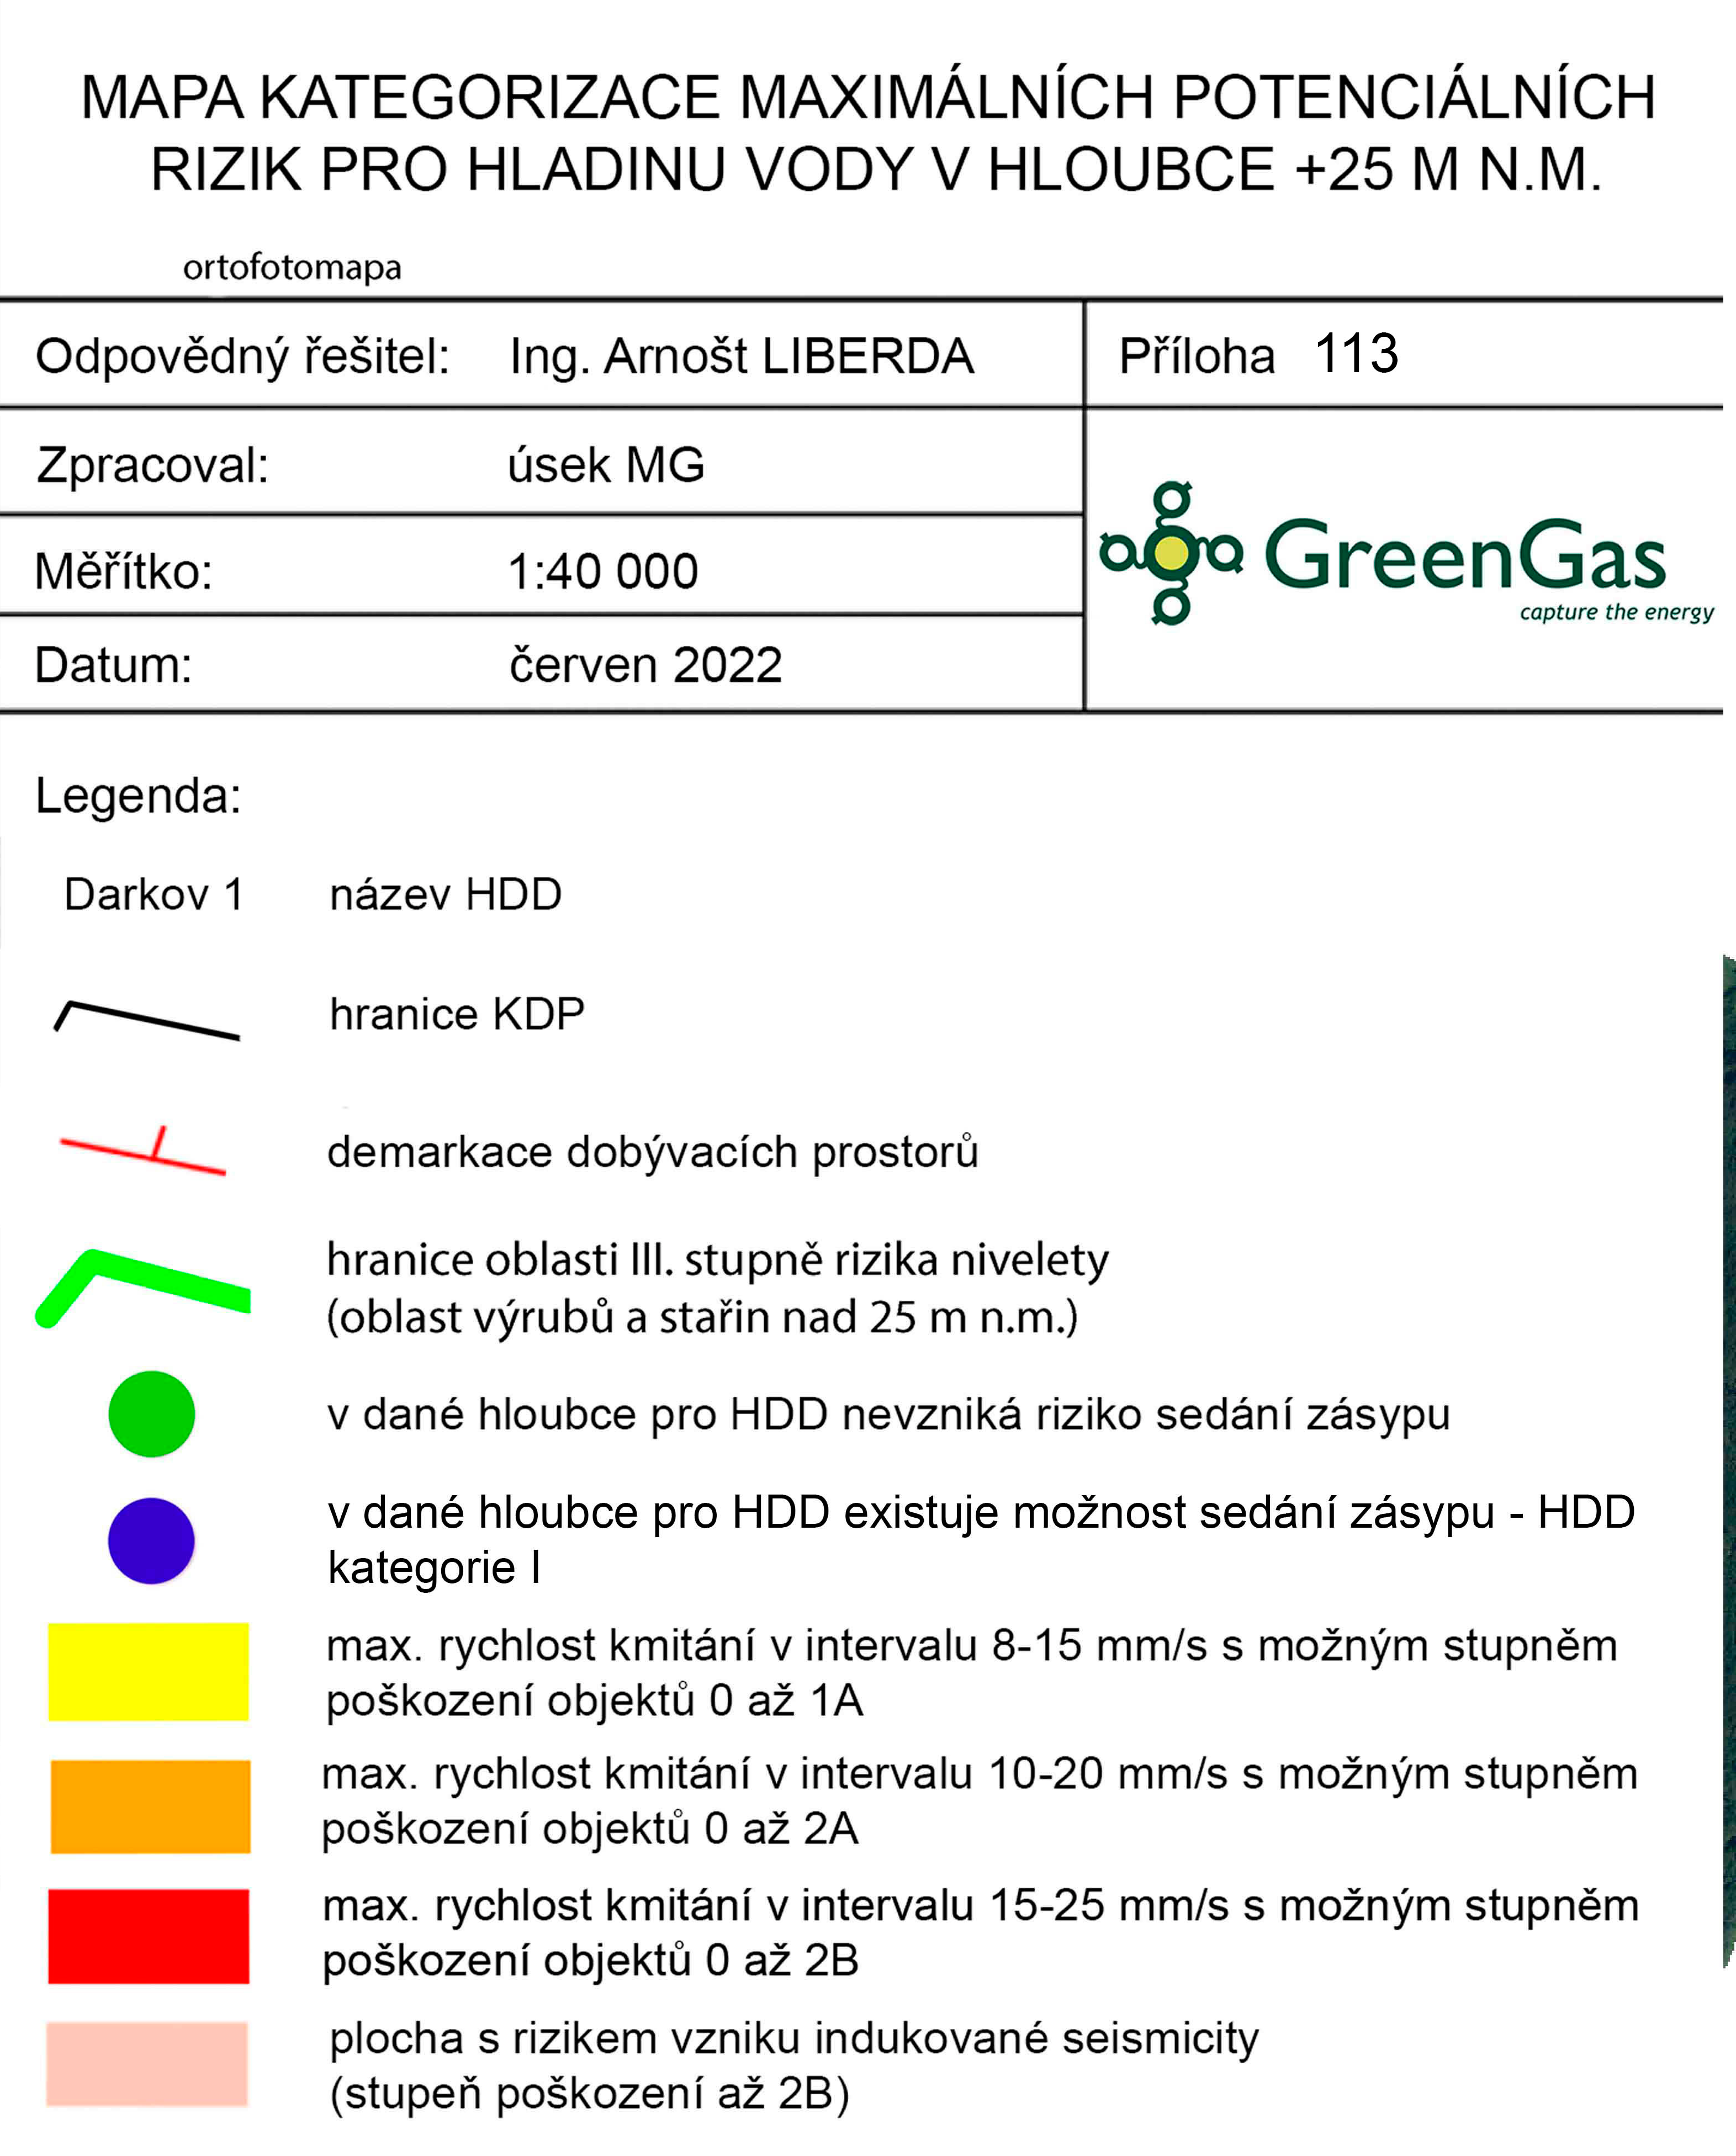 MAPA KATEGORIZACE MAXIMÁLNÍCH POTENCIÁLNÍCH
RIZIK PRO HLADINU VODY V HLOUBCE +25 M N.M.
ortofotomapa
Odpovědný řešitel: Ing. Arnošt LIBERDA Příloha 113
Zpracoval: úsek MG
GreenGas
capture the energy
Měřítko: 1:40 000
Datum: červen 2022
Legenda:
Darkov 1 název HDD
hranice KDP
demarkace dobývacích prostorů
hranice oblasti III. stupně rizika nivelety
(oblast výrubů a stařin nad 25 m n.m.)
v dané hloubce pro HDD nevzniká riziko sedání zásypu
v dané hloubce pro HDD existuje možnost sedání zásypu - HDD
kategorie I
max. rychlost kmitání v intervalu 8-15 mm/s s možným stupněm
poškození objektů 0 až 1A
max. rychlost kmitání v intervalu 10-20 mm/s s možným stupněm
poškození objektů 0 až 2A
max. rychlost kmitání v intervalu 15-25 mm/s s možným stupněm
poškození objektů 0 až 2B
plocha s rizikem vzniku indukované seismicity
(stupeň poškození až 2B)